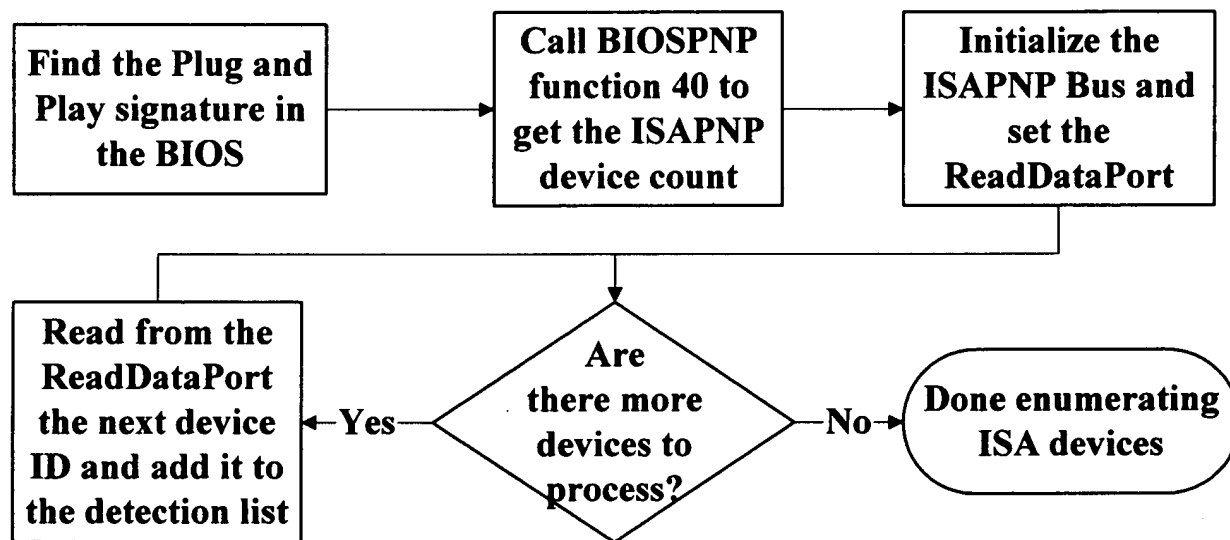 Find the Plug and
Play signature in
the BIOS
Call BIOSPNP
function 40 to
get the ISAPNP
device count
Initialize the
ISAPNP Bus and
set the
ReadDataPort
Read from the
ReadDataPort
the next device
ID and add it to
the detection list
Yes
Are
there more
devices to
process?
No
Done enumerating
ISA devices